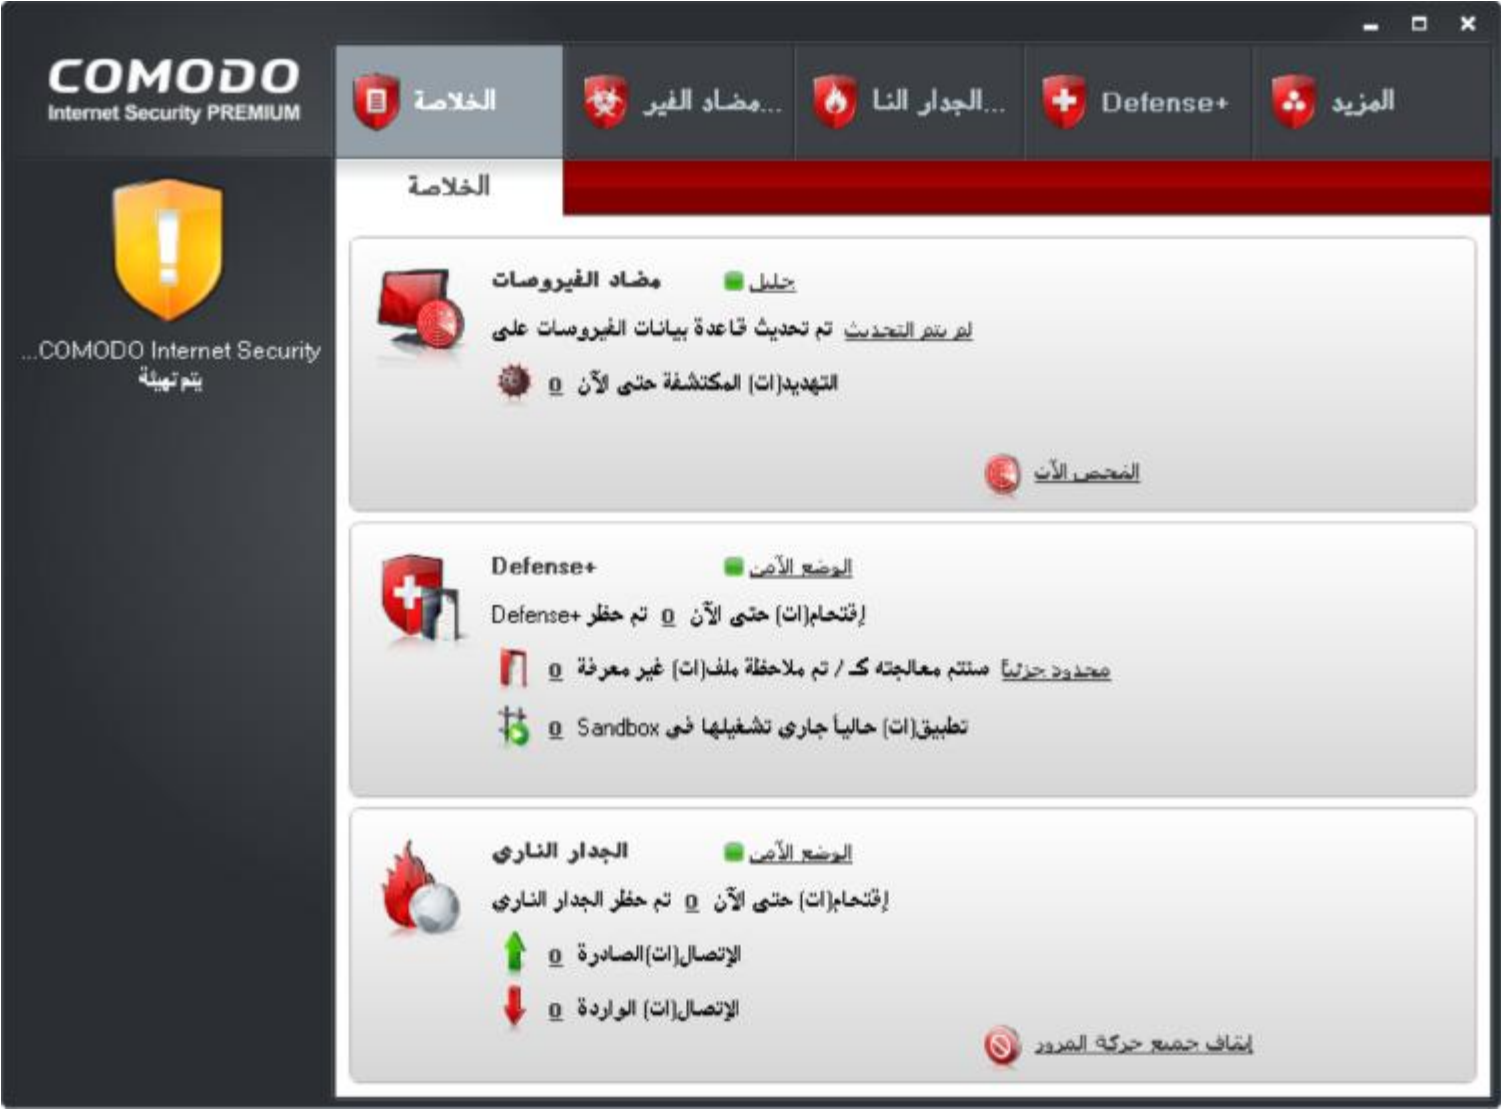 COMODO
Internet Security PREMIUM
الخلاصة
مضاد الفير...
الجدار النا...
Defense+
المزيد
الخلاصة
COMODO Internet Security...
يتم تهيئة
مضاد الفيروصات
جليل
تم تحديث قاعدة بيانات الفيروسات على لم يتم التحديث
0 التهديد(ات) المكتشفة حتى الآن
الفحص الآن
Defense+
الوضع الآمن
Defense+ تم حظر 0 إقتحام(ات) حتى الآن
0 ملف(ات) غير معرفة تم ملاحظة / ستتم معالجته كـ محدود جزئياً
0 Sandbox تطبيق(ات) حالياً جاري تشغيلها في
الجدار الناري
الوضع الآمن
تم حظر الجدار الناري 0 إقتحام(ات) حتى الآن
0 الإتصال(ات)الصادرة
0 الإتصال(ات) الواردة
إيقاف جميع حركة المرور